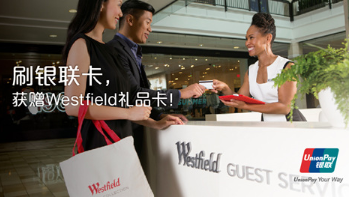 刷银联卡，
获赠Westfield礼品卡！
Westfield
Westfield GUEST SERVICE
UnionPay
银联
UnionPay Your Way